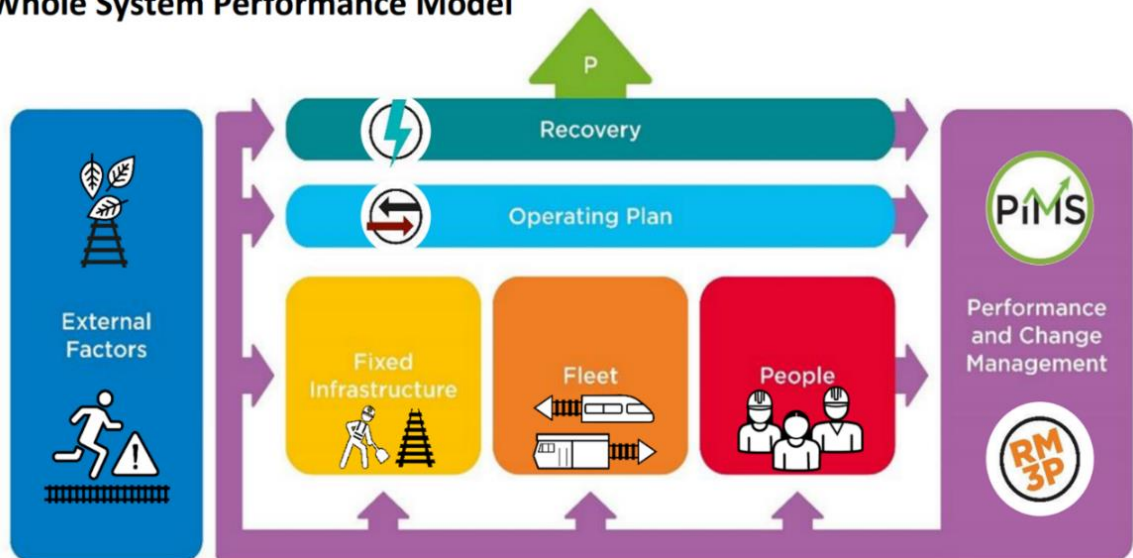 Whole System Performance Model
P
Recovery
Operating Plan
External
Factors
Fixed
Infrastructure
Fleet
People
PiMS
Performance
and Change
Management
RM
3P